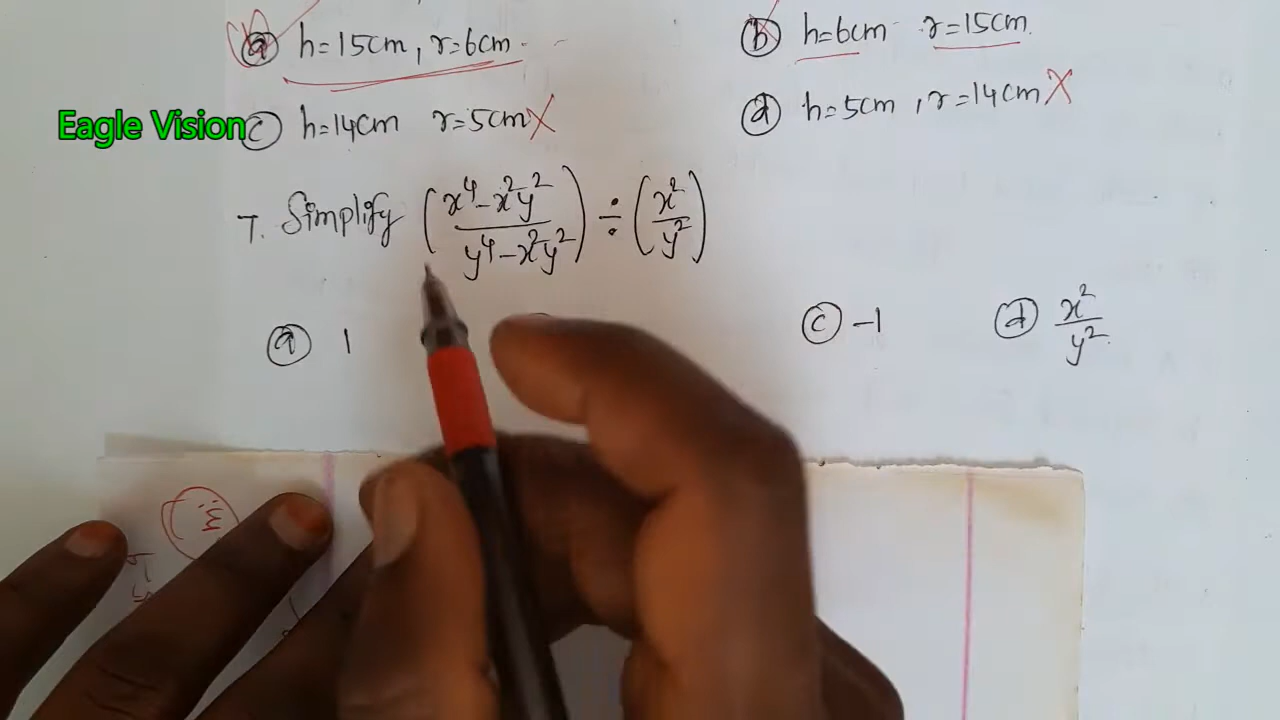 ⓐ h=15cm, r=6cm.
ⓑ h=6cm r=15cm.
Eagle Vision
ⓒ h=14cm r=5cm X
ⓓ h=5cm, r=14cm X
7. Simplify (x⁴-x²y²/y⁴-x²y²) ÷ (x²/y²)
ⓐ 1
ⓒ -1
ⓓ x²/y².